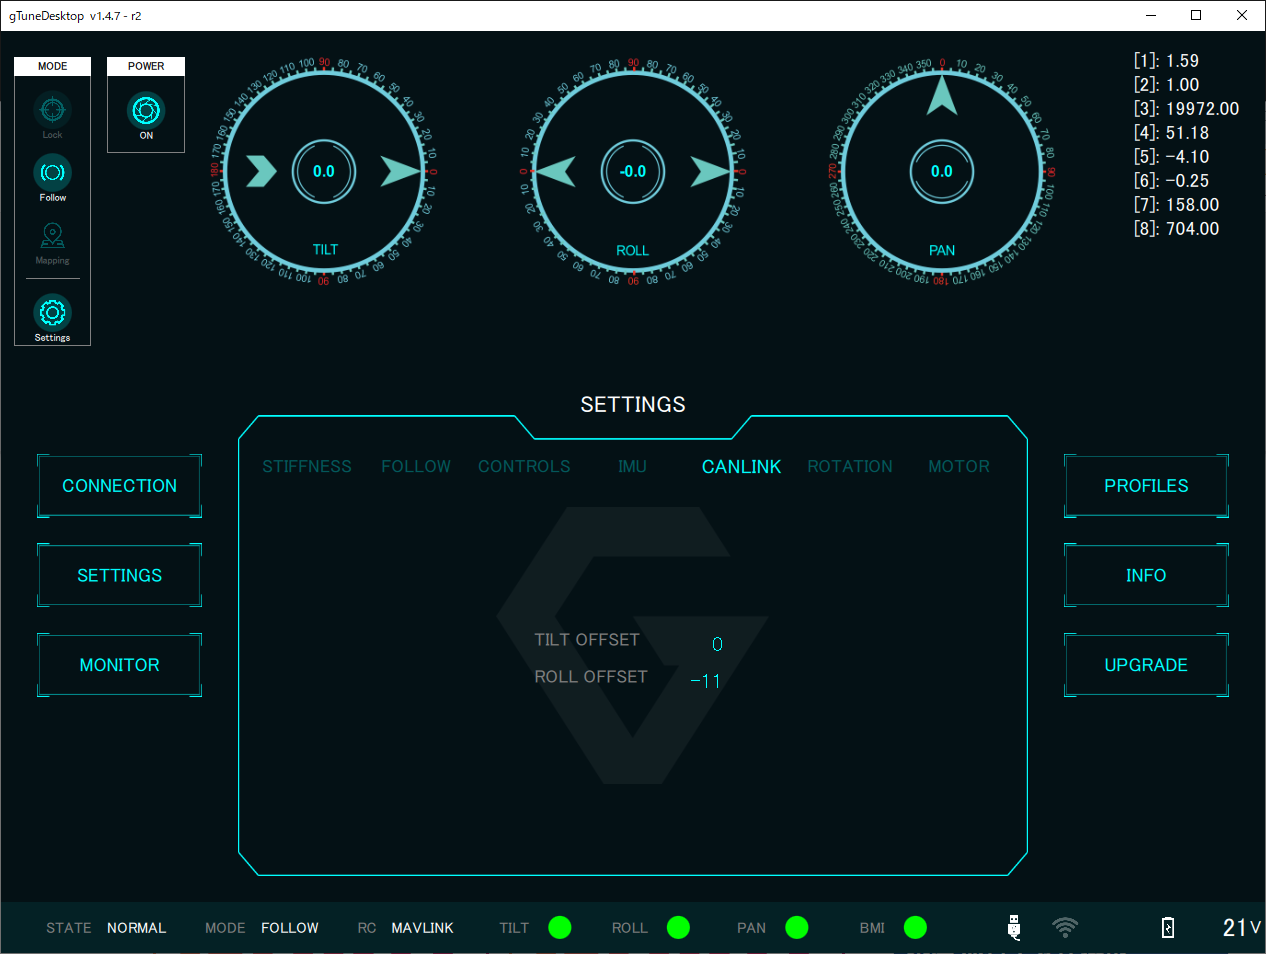 gTuneDesktop v1.4.7 - r2
MODE
Lock
Follow
Mapping
Settings
POWER
ON
0.0
TILT
-0.0
ROLL
0.0
PAN
[1]: 1.59
[2]: 1.00
[3]: 19972.00
[4]: 51.18
[5]: -4.10
[6]: -0.25
[7]: 158.00
[8]: 704.00
SETTINGS
STIFFNESS FOLLOW CONTROLS IMU CANLINK ROTATION MOTOR
CONNECTION
SETTINGS
MONITOR
TILT OFFSET 0
ROLL OFFSET -11
PROFILES
INFO
UPGRADE
STATE NORMAL MODE FOLLOW RC MAVLINK TILT ROLL PAN BMI 21V